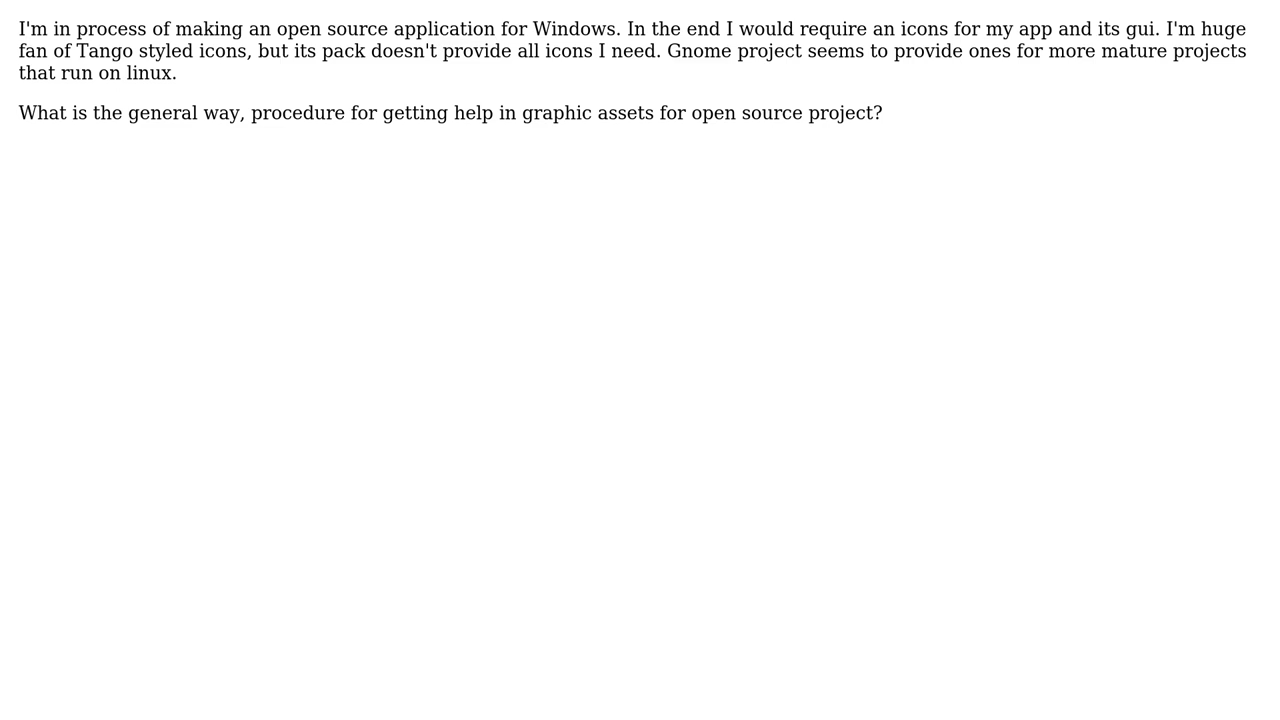 I'm in process of making an open source application for Windows. In the end I would require an icons for my app and its gui. I'm huge
fan of Tango styled icons, but its pack doesn't provide all icons I need. Gnome project seems to provide ones for more mature projects
that run on linux.
What is the general way, procedure for getting help in graphic assets for open source project?